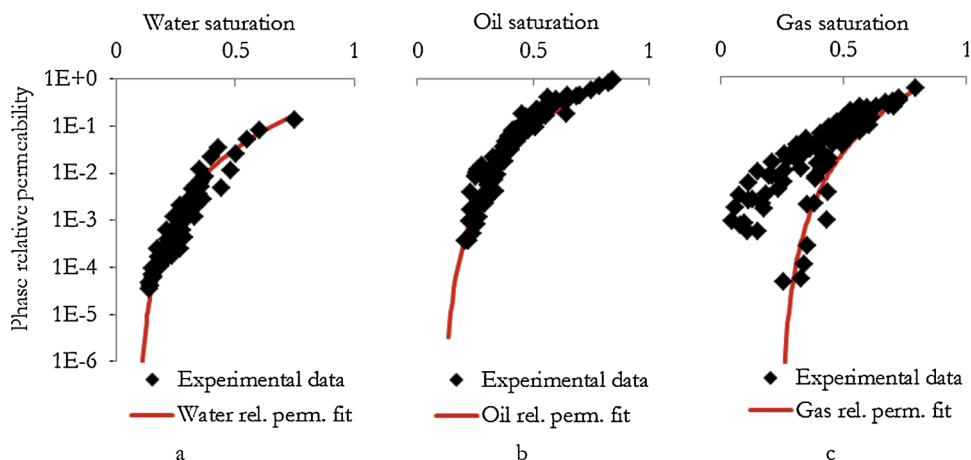 Water saturation
Oil saturation
Gas saturation
0 0.5 1
0 0.5 1
0 0.5 1
Phase relative permeability
1E+0
1E-1
1E-2
1E-3
1E-4
1E-5
1E-6
Experimental data
Water rel. perm. fit
Experimental data
Oil rel. perm. fit
Experimental data
Gas rel. perm. fit
a
b
c